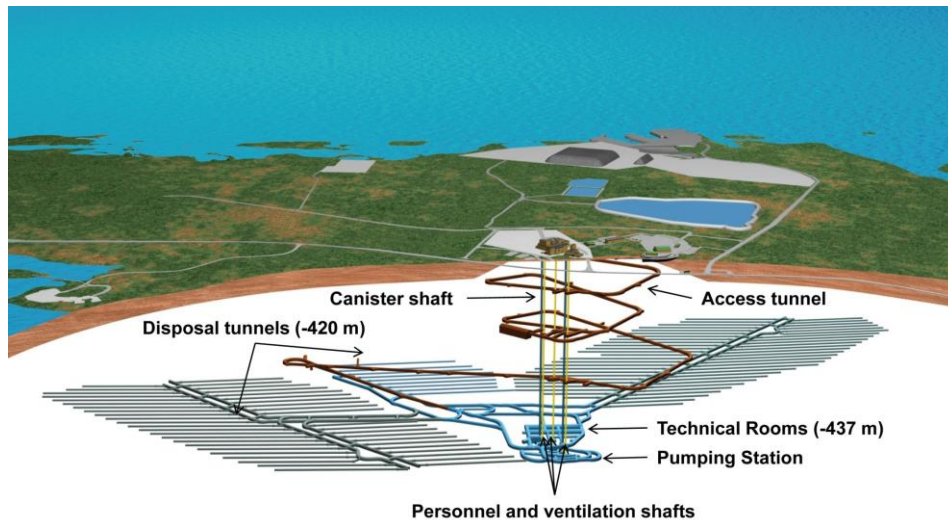 Canister shaft
Access tunnel
Disposal tunnels (-420 m)
Technical Rooms (-437 m)
Pumping Station
Personnel and ventilation shafts